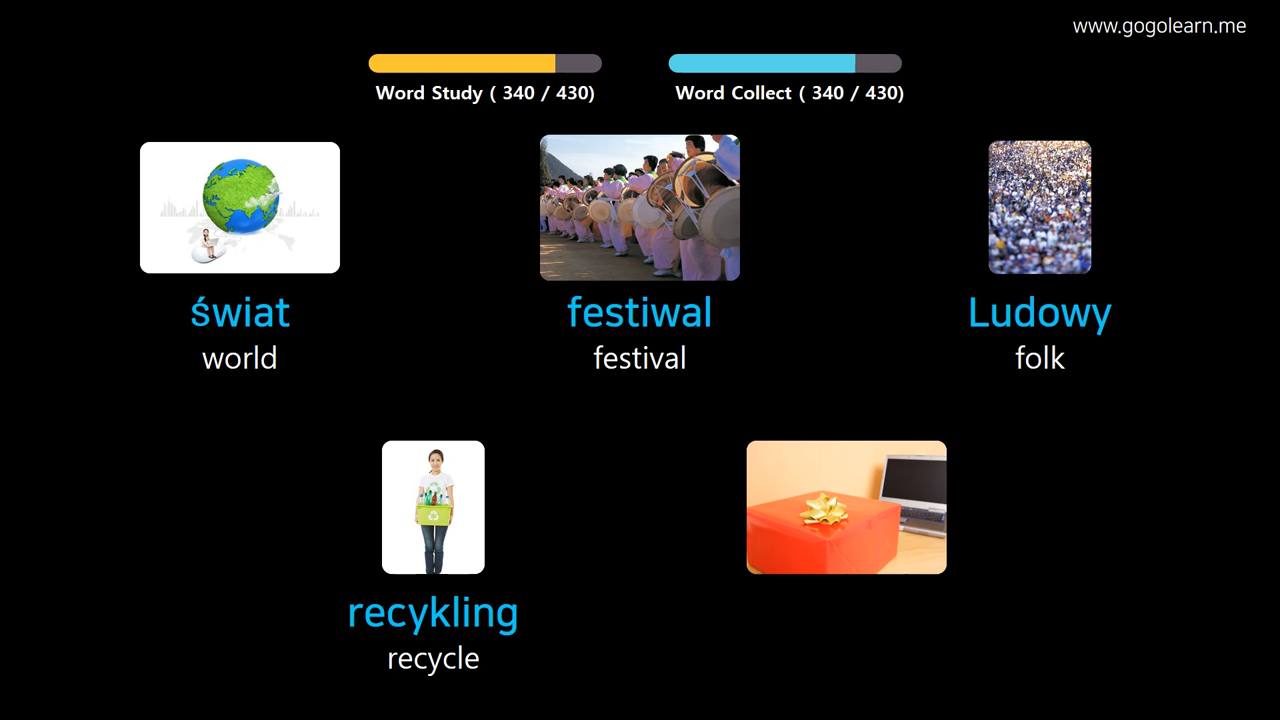 www.gogolearn.me
Word Study ( 340 / 430)
Word Collect ( 340 / 430)
świat
world
festiwal
festival
Ludowy
folk
recykling
recycle